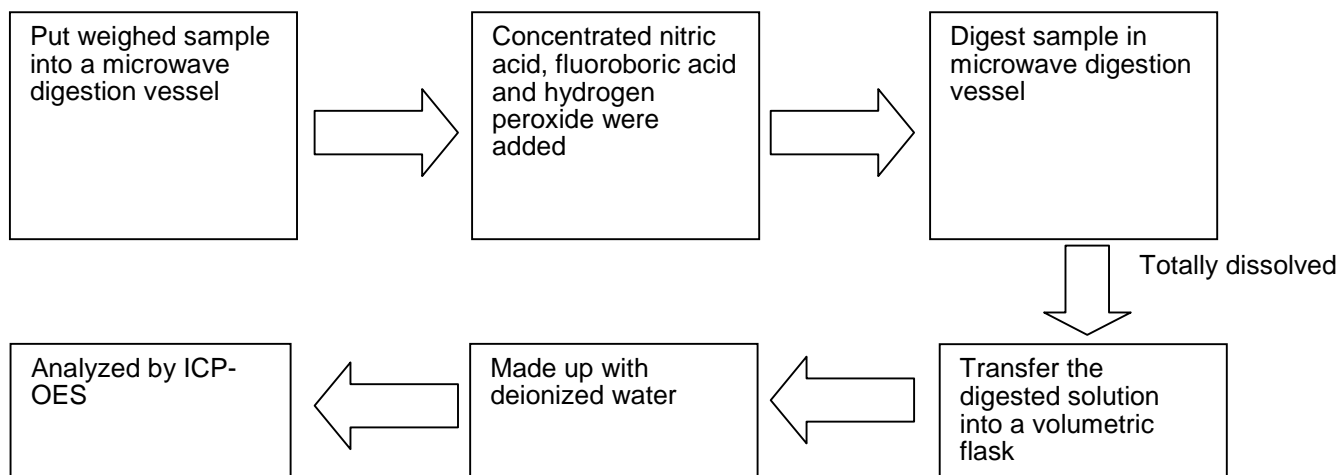 Put weighed sample
into a microwave
digestion vessel
Concentrated nitric
acid, fluoroboric acid
and hydrogen
peroxide were
added
Digest sample in
microwave digestion
vessel
Totally dissolved
Transfer the
digested solution
into a volumetric
flask
Made up with
deionized water
Analyzed by ICP-
OES